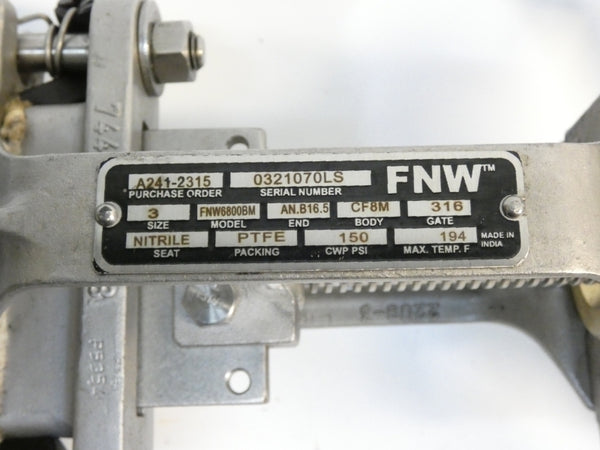 A241-2315 0321070LS FNW™
PURCHASE ORDER SERIAL NUMBER
3 FNW6800BM AN.B16.5 CF8M 316
SIZE MODEL END BODY GATE
NITRILE PTFE 150 194 MADE IN
SEAT PACKING CWP PSI MAX. TEMP. F INDIA